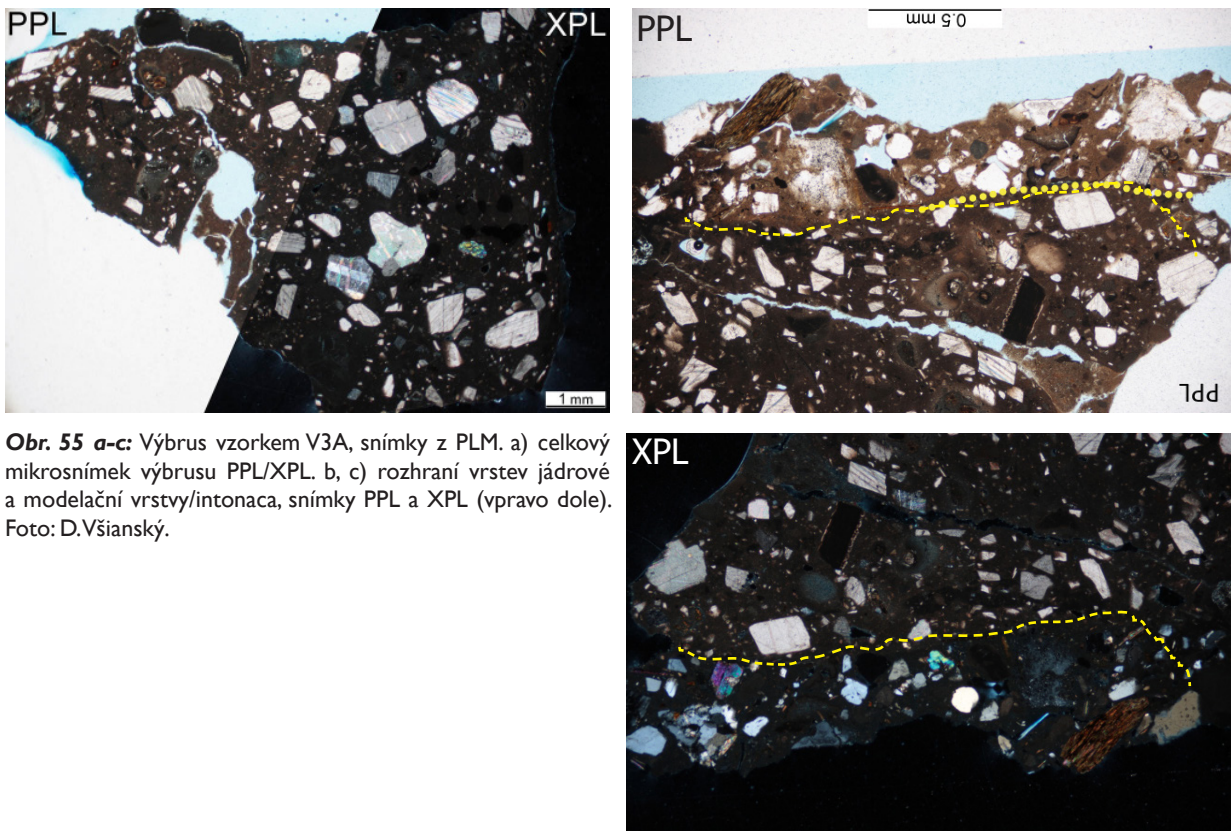 PPL
XPL
1 mm
PPL
0.5 mm
PPL
Obr. 55 a-c: Výbrus vzorkem V3A, snímky z PLM. a) celkový
mikrosnímek výbrusu PPL/XPL. b, c) rozhraní vrstev jádrové
a modelační vrstvy/intonaca, snímky PPL a XPL (vpravo dole).
Foto: D. Všianský.
XPL